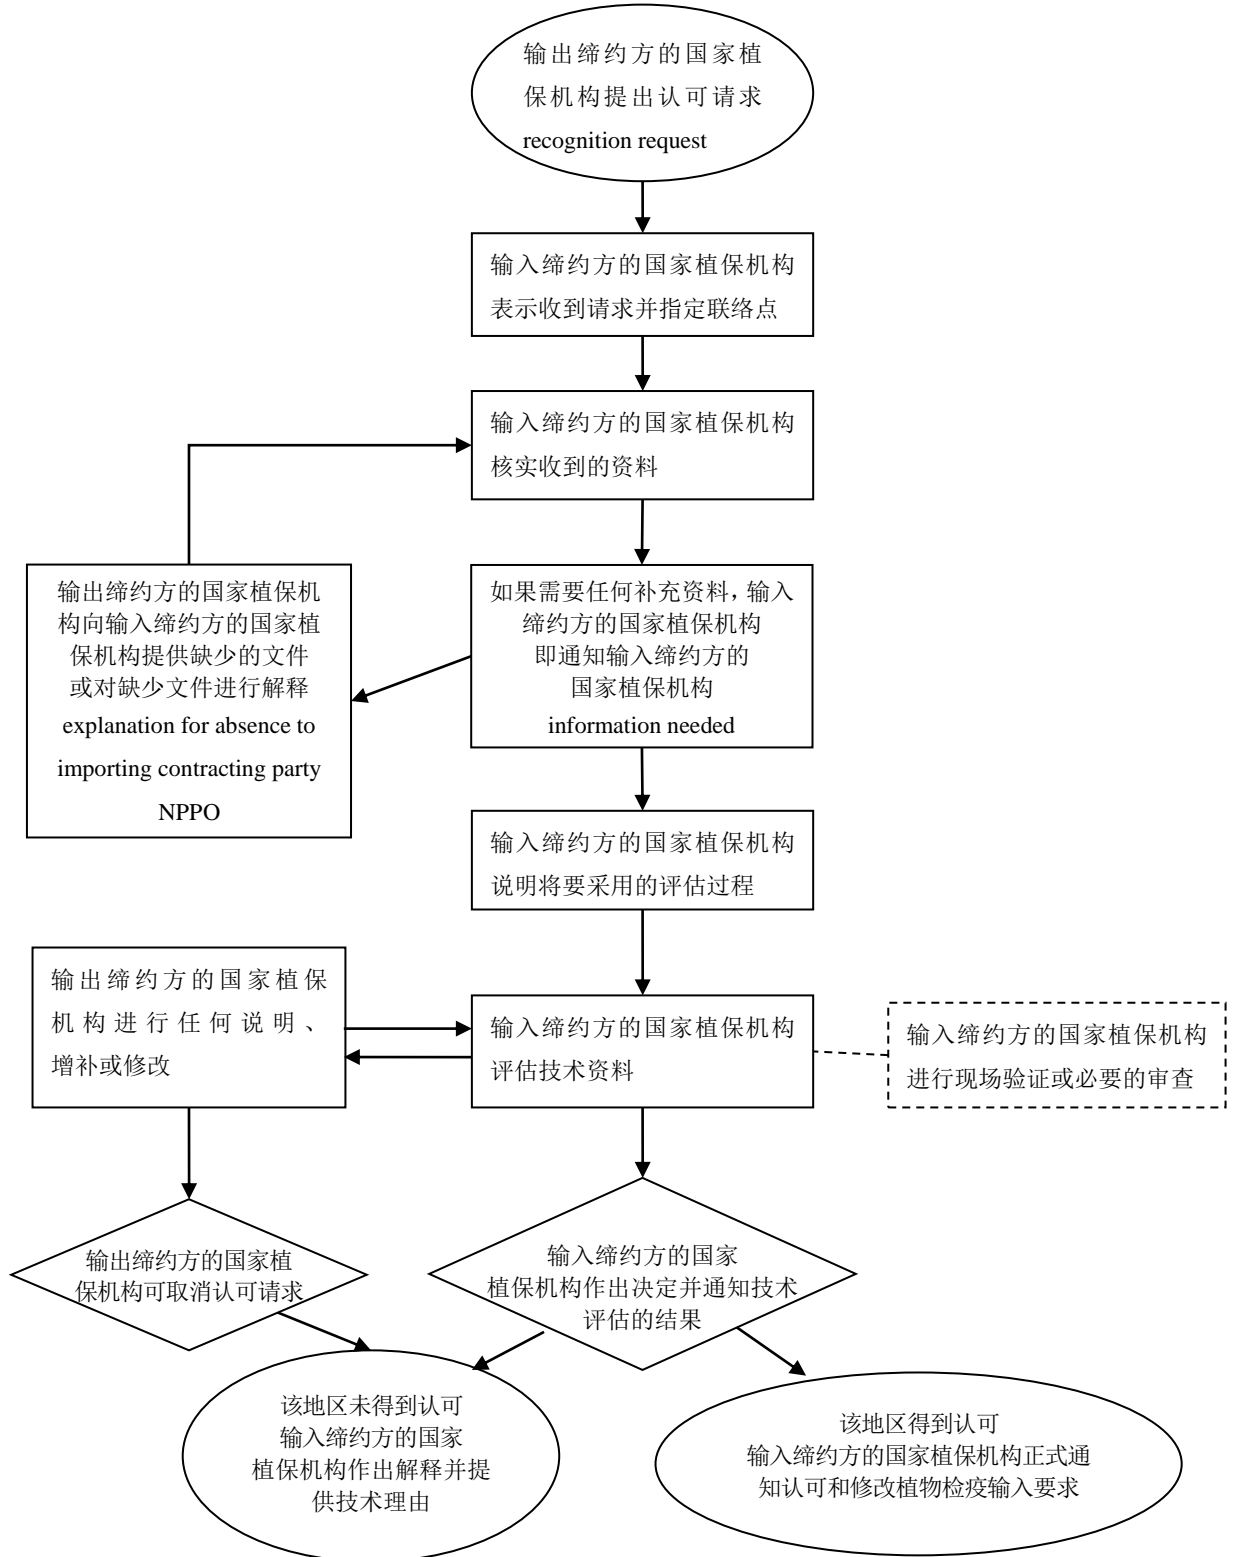 输出缔约方的国家植
保机构提出认可请求
recognition request
输入缔约方的国家植保机构
表示收到请求并指定联络点
输入缔约方的国家植保机构
核实收到的资料
输出缔约方的国家植保机
构向输入缔约方的国家植
保机构提供缺少的文件
或对缺少文件进行解释
explanation for absence to
importing contracting party
NPPO
如果需要任何补充资料，输入
缔约方的国家植保机构
即通知输入缔约方的
国家植保机构
information needed
输入缔约方的国家植保机构
说明将要采用的评估过程
输出缔约方的国家植保
机构进行任何说明、
增补或修改
输入缔约方的国家植保机构
评估技术资料
输入缔约方的国家植保机构
进行现场验证或必要的审查
输出缔约方的国家植
保机构可取消认可请求
输入缔约方的国家
植保机构作出决定并通知技术
评估的结果
该地区未得到认可
输入缔约方的国家
植保机构作出解释并提
供技术理由
该地区得到认可
输入缔约方的国家植保机构正式通
知认可和修改植物检疫输入要求